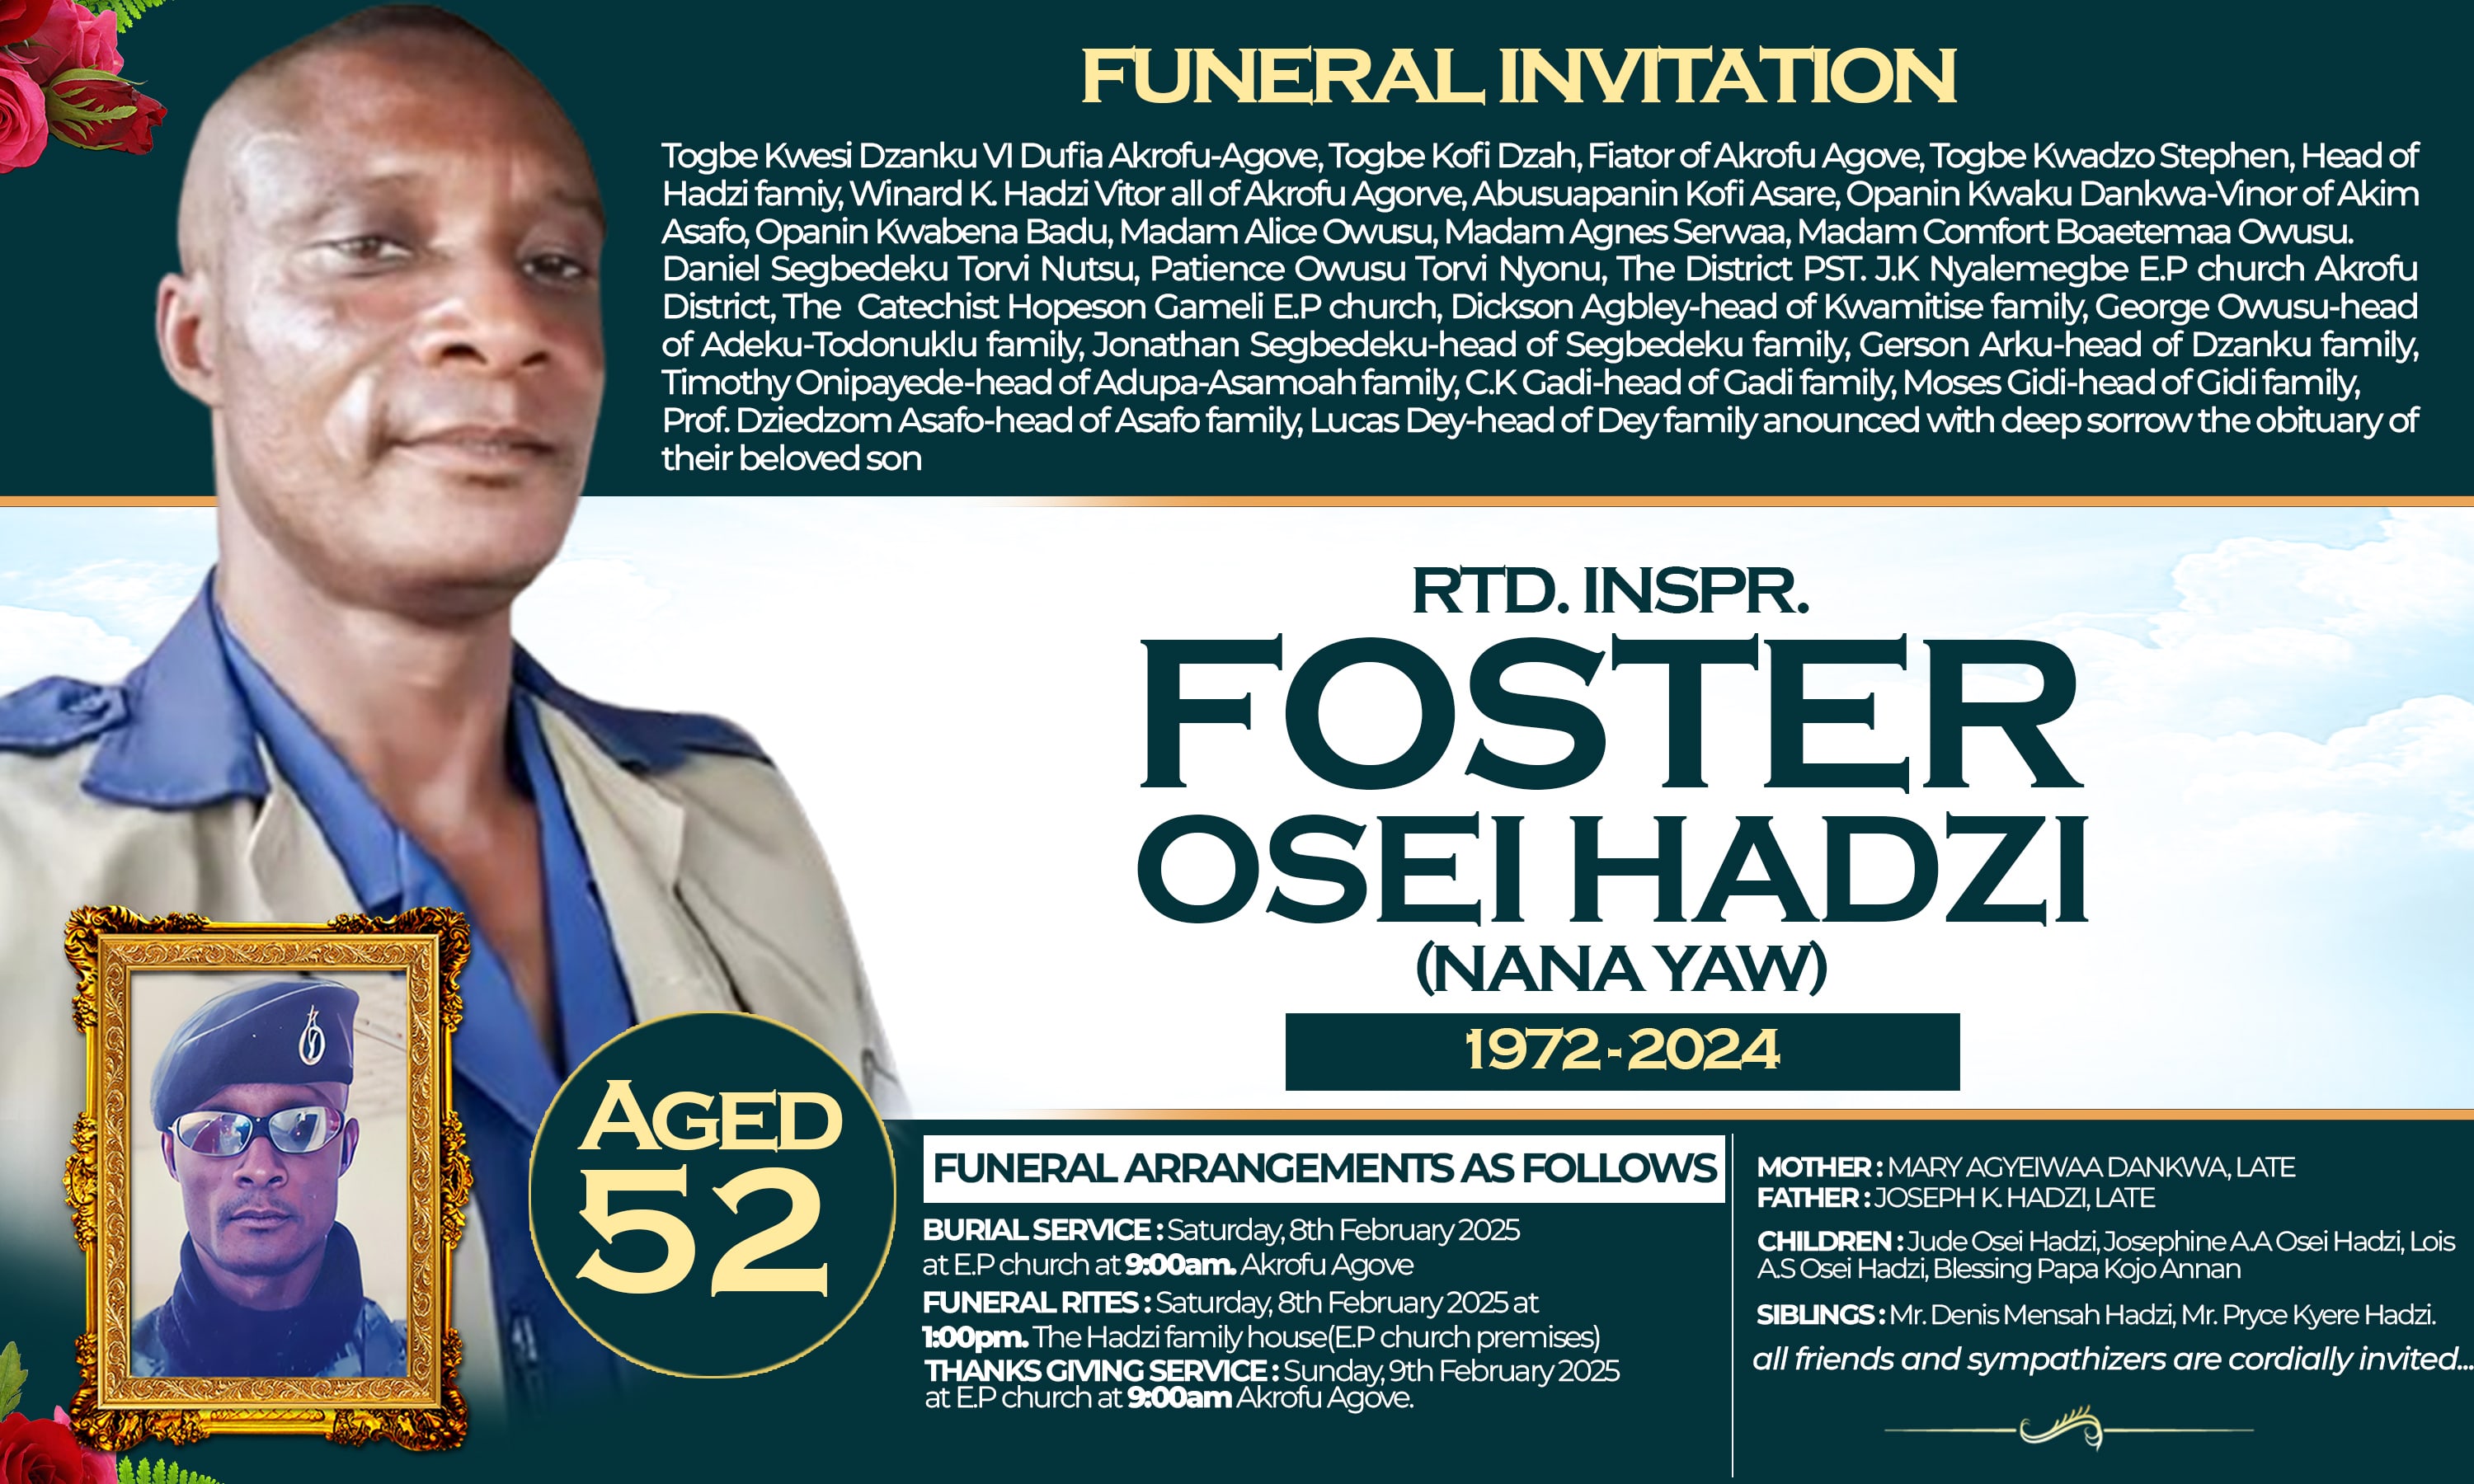 FUNERAL INVITATION
Togbe Kwesi Dzanku VI Dufia Akrofu-Agove, Togbe Kofi Dzah, Fiator of Akrofu Agove, Togbe Kwadzo Stephen, Head of
Hadzi famiy, Winard K. Hadzi Vitor all of Akrofu Agorve, Abusuapanin Kofi Asare, Opanin Kwaku Dankwa-Vinor of Akim
Asafo, Opanin Kwabena Badu, Madam Alice Owusu, Madam Agnes Serwaa, Madam Comfort Boaetemaa Owusu.
Daniel Segbedeku Torvi Nutsu, Patience Owusu Torvi Nyonu, The District PST. J.K Nyalemegbe E.P church Akrofu
District, The Catechist Hopeson Gameli E.P church, Dickson Agbley-head of Kwamitise family, George Owusu-head
of Adeku-Todonuklu family, Jonathan Segbedeku-head of Segbedeku family, Gerson Arku-head of Dzanku family,
Timothy Onipayede-head of Adupa-Asamoah family, C.K Gadi-head of Gadi family, Moses Gidi-head of Gidi family,
Prof. Dziedzom Asafo-head of Asafo family, Lucas Dey-head of Dey family anounced with deep sorrow the obituary of
their beloved son
RTD. INSPR.
FOSTER
OSEI HADZI
(NANA YAW)
1972-2024
AGED
52
FUNERAL ARRANGEMENTS AS FOLLOWS
BURIAL SERVICE : Saturday, 8th February 2025
at E.P church at 9:00am. Akrofu Agove
FUNERAL RITES : Saturday, 8th February 2025 at
1:00pm. The Hadzi family house(E.P church premises)
THANKS GIVING SERVICE : Sunday, 9th February 2025
at E.P church at 9:00am Akrofu Agove.
MOTHER : MARY AGYEIWAA DANKWA, LATE
FATHER : JOSEPH K. HADZI, LATE
CHILDREN : Jude Osei Hadzi, Josephine A.A Osei Hadzi, Lois
A.S Osei Hadzi, Blessing Papa Kojo Annan
SIBLINGS : Mr. Denis Mensah Hadzi, Mr. Pryce Kyere Hadzi.
all friends and sympathizers are cordially invited...